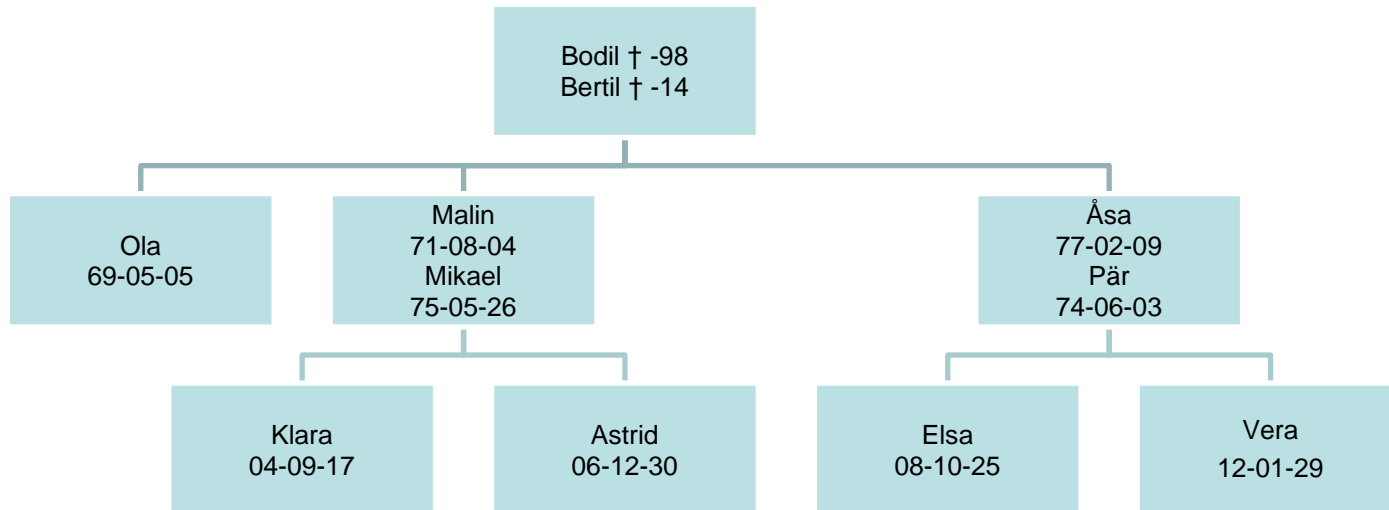 Bodil † -98
Bertil † -14
Ola
69-05-05
Malin
71-08-04
Mikael
75-05-26
Åsa
77-02-09
Pär
74-06-03
Klara
04-09-17
Astrid
06-12-30
Elsa
08-10-25
Vera
12-01-29